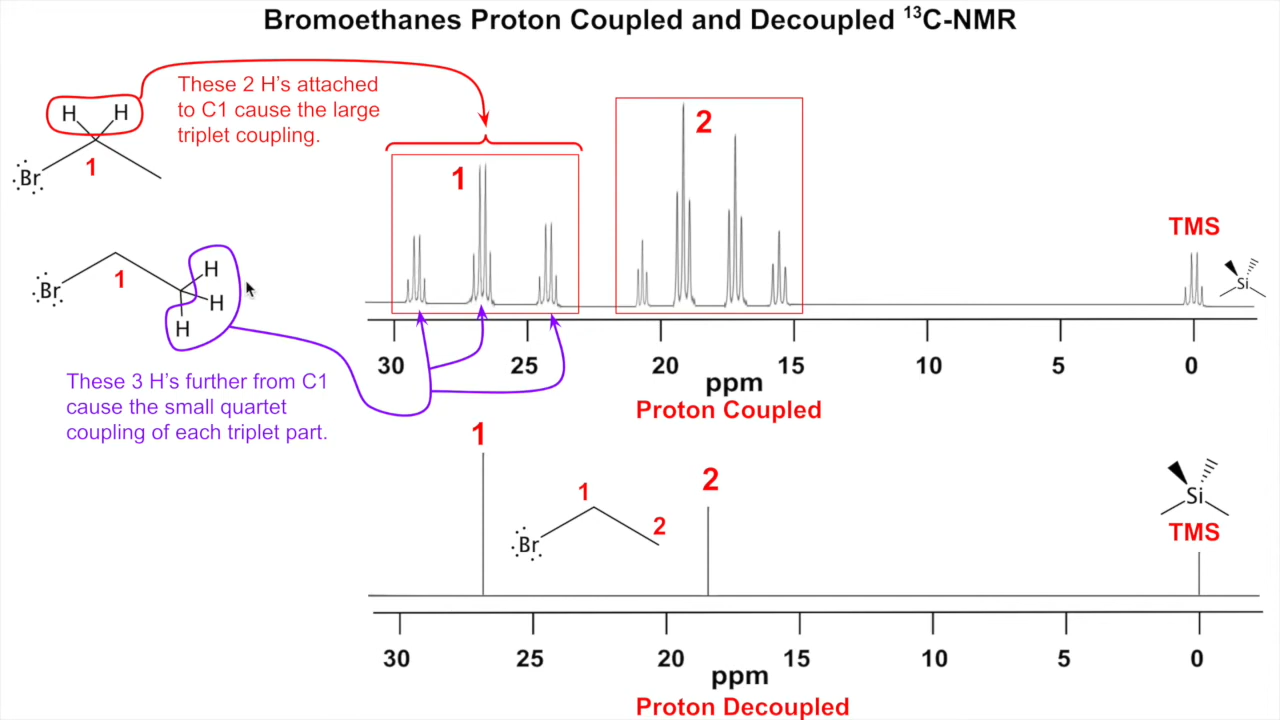 Bromoethanes Proton Coupled and Decoupled ¹³C-NMR
These 2 H's attached
to C1 cause the large
triplet coupling.
H H
Br
1
1
2
TMS
Si
Br
1
H
H
H
30 25 20 15 10 5 0
ppm
Proton Coupled
These 3 H's further from C1
cause the small quartet
coupling of each triplet part.
1
2
Br
1
2
Si
TMS
30 25 20 15 10 5 0
ppm
Proton Decoupled